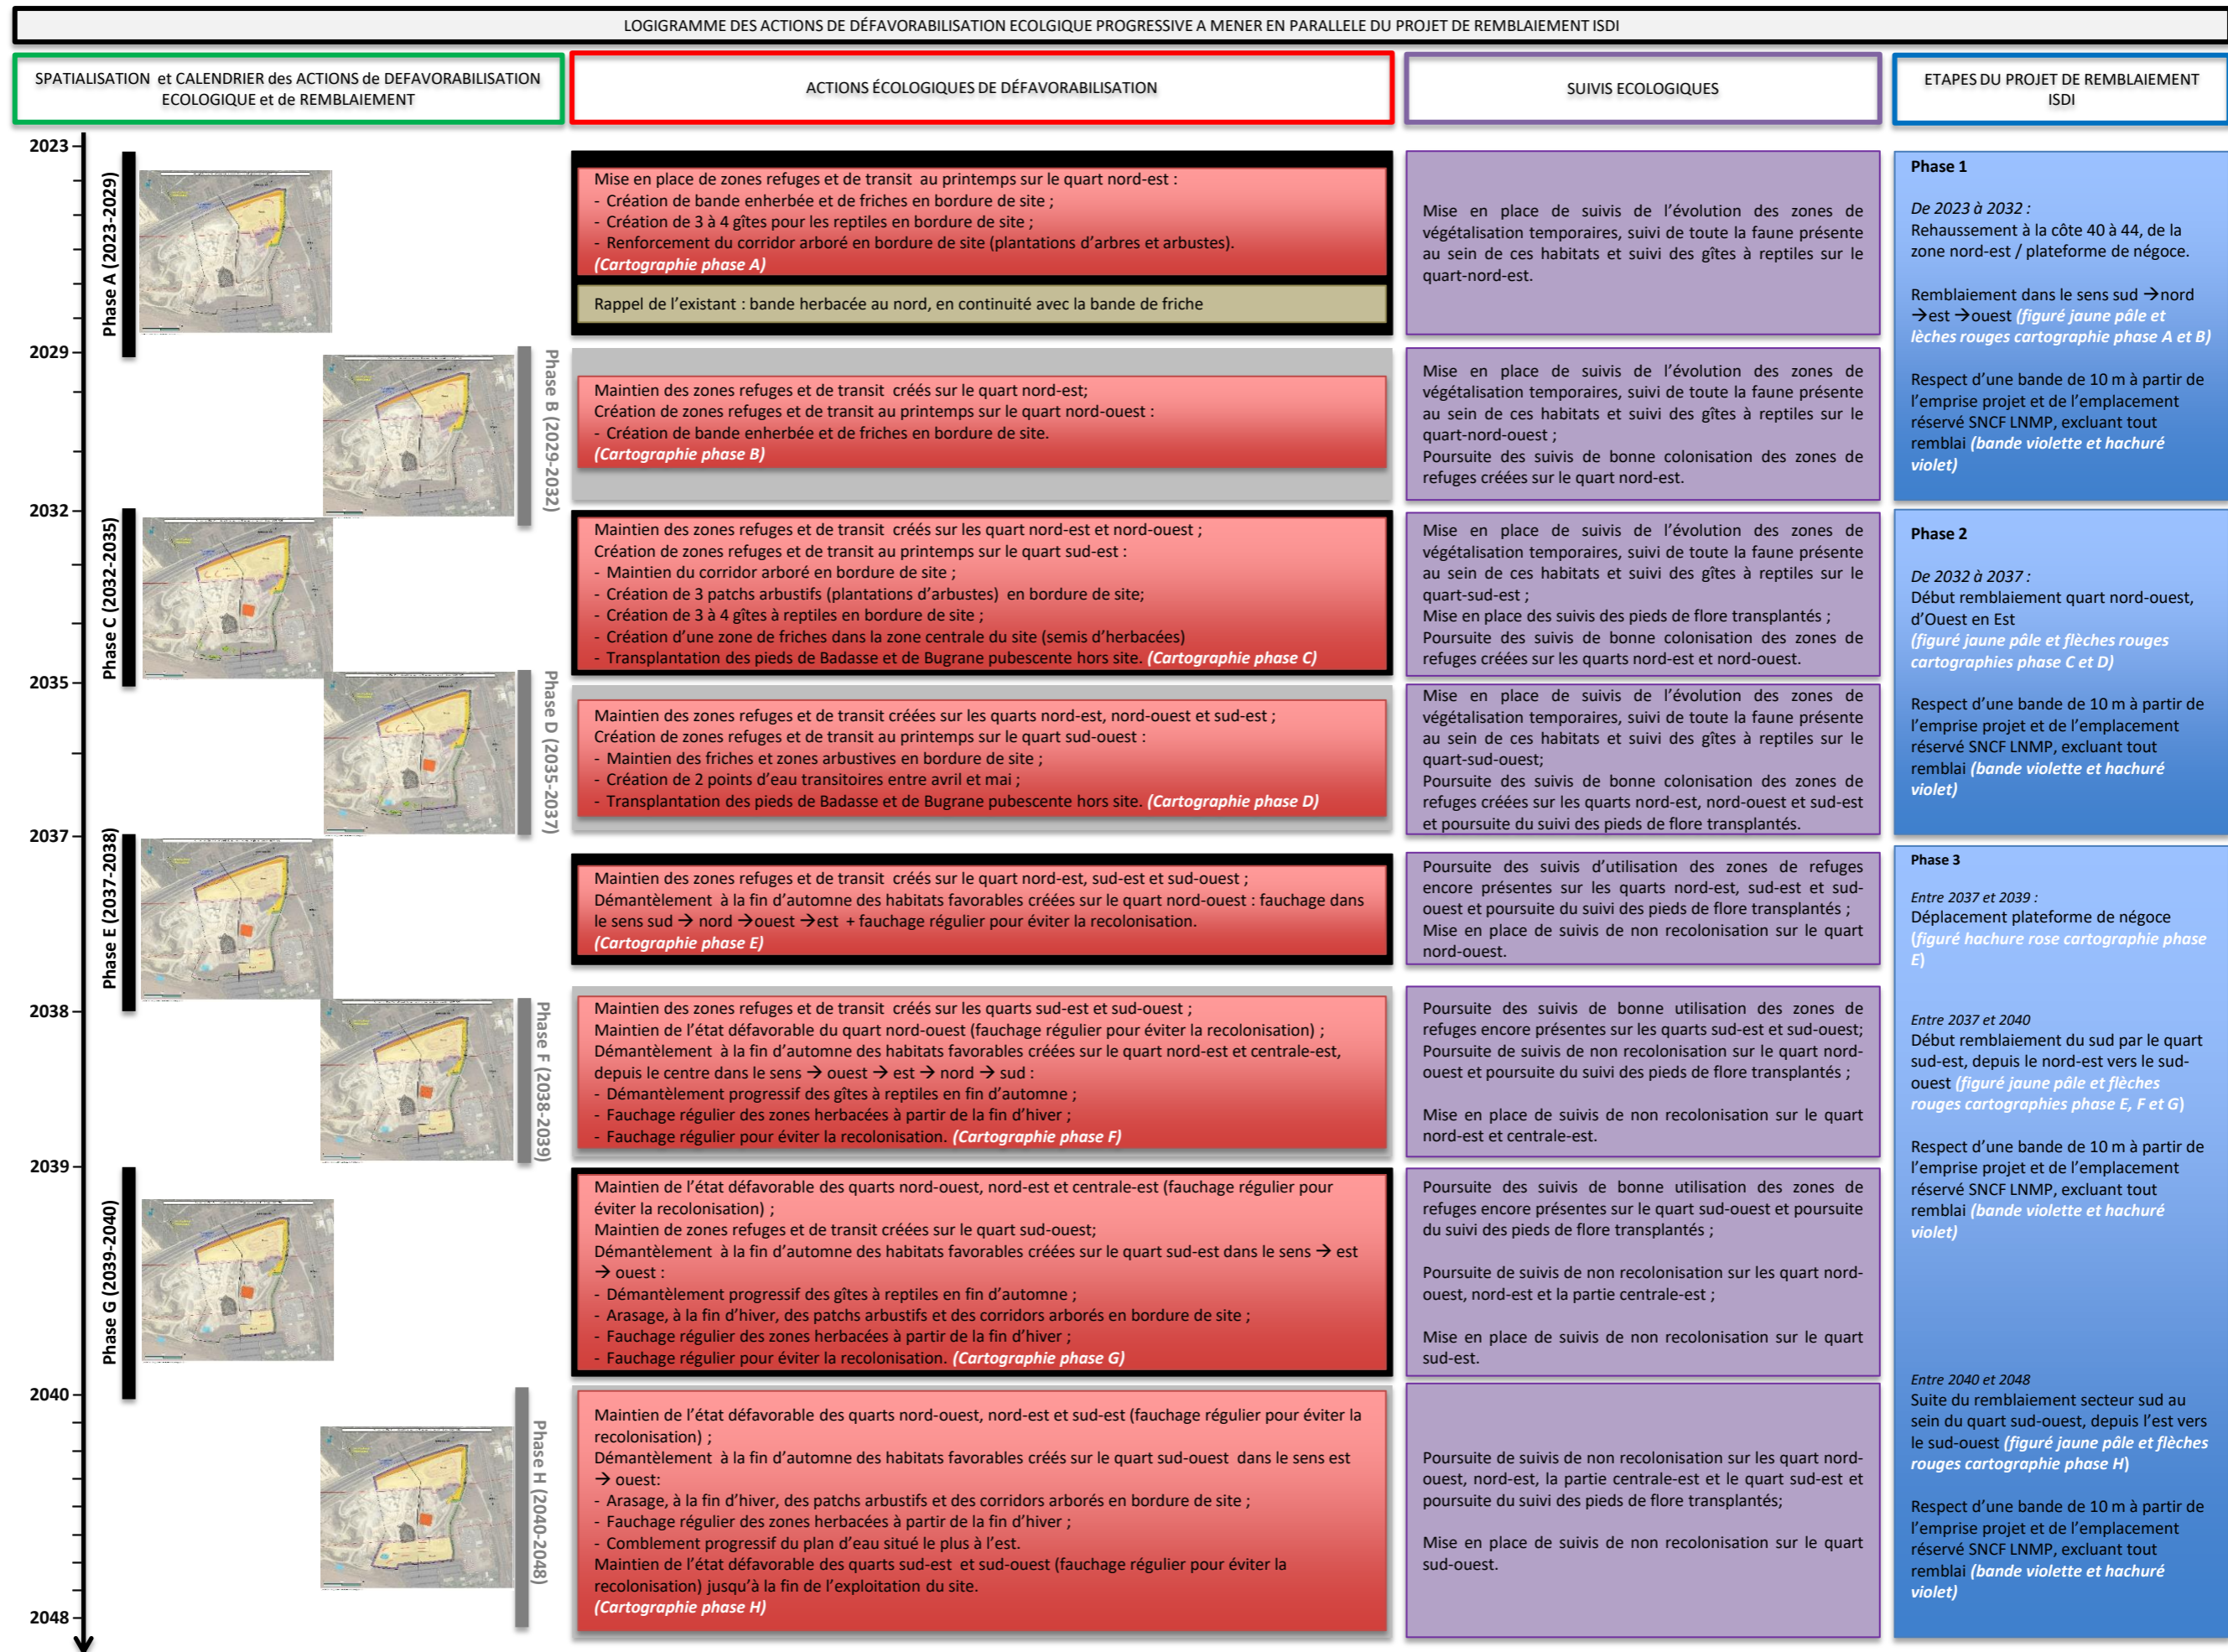 LOGIGRAMME DES ACTIONS DE DÉFAVORABILISATION ECOLGIQUE PROGRESSIVE A MENER EN PARALLELE DU PROJET DE REMBLAIEMENT ISDI
SPATIALISATION et CALENDRIER des ACTIONS de DEFAVORABILISATION
ECOLOGIQUE et de REMBLAIEMENT
ACTIONS ÉCOLOGIQUES DE DÉFAVORABILISATION
SUIVIS ECOLOGIQUES
ETAPES DU PROJET DE REMBLAIEMENT
ISDI
2023
Phase A (2023-2029)
Mise en place de zones refuges et de transit au printemps sur le quart nord-est :
- Création de bande enherbée et de friches en bordure de site ;
- Création de 3 à 4 gîtes pour les reptiles en bordure de site ;
- Renforcement du corridor arboré en bordure de site (plantations d'arbres et arbustes).
(Cartographie phase A)
Rappel de l'existant : bande herbacée au nord, en continuité avec la bande de friche
Mise en place de suivis de l'évolution des zones de
végétalisation temporaires, suivi de toute la faune présente
au sein de ces habitats et suivi des gîtes à reptiles sur le
quart-nord-est.
Phase 1
De 2023 à 2032 :
Rehaussement à la côte 40 à 44, de la
zone nord-est / plateforme de négoce.
Remblaiement dans le sens sud →nord
→est →ouest (figuré jaune pâle et
lèches rouges cartographie phase A et B)
Respect d'une bande de 10 m à partir de
l'emprise projet et de l'emplacement
réservé SNCF LNMP, excluant tout
remblai (bande violette et hachuré
violet)
2029
Phase B (2029-2032)
Maintien des zones refuges et de transit créés sur le quart nord-est;
Création de zones refuges et de transit au printemps sur le quart nord-ouest :
- Création de bande enherbée et de friches en bordure de site.
(Cartographie phase B)
Mise en place de suivis de l'évolution des zones de
végétalisation temporaires, suivi de toute la faune présente
au sein de ces habitats et suivi des gîtes à reptiles sur le
quart-nord-ouest ;
Poursuite des suivis de bonne colonisation des zones de
refuges créées sur le quart nord-est.
2032
Phase C (2032-2035)
Maintien des zones refuges et de transit créés sur les quart nord-est et nord-ouest ;
Création de zones refuges et de transit au printemps sur le quart sud-est :
- Maintien du corridor arboré en bordure de site ;
- Création de 3 patchs arbustifs (plantations d'arbustes) en bordure de site;
- Création de 3 à 4 gîtes à reptiles en bordure de site ;
- Création d'une zone de friches dans la zone centrale du site (semis d'herbacées)
- Transplantation des pieds de Badasse et de Bugrane pubescente hors site. (Cartographie phase C)
Mise en place de suivis de l'évolution des zones de
végétalisation temporaires, suivi de toute la faune présente
au sein de ces habitats et suivi des gîtes à reptiles sur le
quart-sud-est ;
Mise en place des suivis des pieds de flore transplantés ;
Poursuite des suivis de bonne colonisation des zones de
refuges créées sur les quarts nord-est et nord-ouest.
Phase 2
De 2032 à 2037 :
Début remblaiement quart nord-ouest,
d'Ouest en Est
(figuré jaune pâle et flèches rouges
cartographies phase C et D)
Respect d'une bande de 10 m à partir de
l'emprise projet et de l'emplacement
réservé SNCF LNMP, excluant tout
remblai (bande violette et hachuré
violet)
2035
Phase D (2035-2037)
Maintien des zones refuges et de transit créées sur les quarts nord-est, nord-ouest et sud-est ;
Création de zones refuges et de transit au printemps sur le quart sud-ouest :
- Maintien des friches et zones arbustives en bordure de site ;
- Création de 2 points d'eau transitoires entre avril et mai ;
- Transplantation des pieds de Badasse et de Bugrane pubescente hors site. (Cartographie phase D)
Mise en place de suivis de l'évolution des zones de
végétalisation temporaires, suivi de toute la faune présente
au sein de ces habitats et suivi des gîtes à reptiles sur le
quart-sud-ouest;
Poursuite des suivis de bonne colonisation des zones de
refuges créées sur les quarts nord-est, nord-ouest et sud-est
et poursuite du suivi des pieds de flore transplantés.
2037
Phase E (2037-2038)
Maintien des zones refuges et de transit créés sur le quart nord-est, sud-est et sud-ouest ;
Démantèlement à la fin d'automne des habitats favorables créées sur le quart nord-ouest : fauchage dans
le sens sud → nord →ouest →est + fauchage régulier pour éviter la recolonisation.
(Cartographie phase E)
Poursuite des suivis d'utilisation des zones de refuges
encore présentes sur les quarts nord-est, sud-est et sud-
ouest et poursuite du suivi des pieds de flore transplantés ;
Mise en place de suivis de non recolonisation sur le quart
nord-ouest.
Phase 3
Entre 2037 et 2039 :
Déplacement plateforme de négoce
(figuré hachure rose cartographie phase
E)
Entre 2037 et 2040
Début remblaiement du sud par le quart
sud-est, depuis le nord-est vers le sud-
ouest (figuré jaune pâle et flèches
rouges cartographies phase E, F et G)
Respect d'une bande de 10 m à partir de
l'emprise projet et de l'emplacement
réservé SNCF LNMP, excluant tout
remblai (bande violette et hachuré
violet)
2038
Phase F (2038-2039)
Maintien des zones refuges et de transit créés sur les quarts sud-est et sud-ouest ;
Maintien de l'état défavorable du quart nord-ouest (fauchage régulier pour éviter la recolonisation) ;
Démantèlement à la fin d'automne des habitats favorables créées sur le quart nord-est et centrale-est,
depuis le centre dans le sens → ouest → est → nord → sud :
- Démantèlement progressif des gîtes à reptiles en fin d'automne ;
- Fauchage régulier des zones herbacées à partir de la fin d'hiver ;
- Fauchage régulier pour éviter la recolonisation. (Cartographie phase F)
Poursuite des suivis de bonne utilisation des zones de
refuges encore présentes sur les quarts sud-est et sud-ouest;
Poursuite de suivis de non recolonisation sur le quart nord-
ouest et poursuite du suivi des pieds de flore transplantés ;
Mise en place de suivis de non recolonisation sur le quart
nord-est et centrale-est.
2039
Phase G (2039-2040)
Maintien de l'état défavorable des quarts nord-ouest, nord-est et centrale-est (fauchage régulier pour
éviter la recolonisation) ;
Maintien de zones refuges et de transit créées sur le quart sud-ouest;
Démantèlement à la fin d'automne des habitats favorables créées sur le quart sud-est dans le sens → est
→ ouest :
- Démantèlement progressif des gîtes à reptiles en fin d'automne ;
- Arasage, à la fin d'hiver, des patchs arbustifs et des corridors arborés en bordure de site ;
- Fauchage régulier des zones herbacées à partir de la fin d'hiver ;
- Fauchage régulier pour éviter la recolonisation. (Cartographie phase G)
Poursuite des suivis de bonne utilisation des zones de
refuges encore présentes sur le quart sud-ouest et poursuite
du suivi des pieds de flore transplantés ;
Poursuite de suivis de non recolonisation sur les quart nord-
ouest, nord-est et la partie centrale-est ;
Mise en place de suivis de non recolonisation sur le quart
sud-est.
2040
Phase H (2040-2048)
Maintien de l'état défavorable des quarts nord-ouest, nord-est et sud-est (fauchage régulier pour éviter la
recolonisation) ;
Démantèlement à la fin d'automne des habitats favorables créés sur le quart sud-ouest dans le sens est
→ ouest:
- Arasage, à la fin d'hiver, des patchs arbustifs et des corridors arborés en bordure de site ;
- Fauchage régulier des zones herbacées à partir de la fin d'hiver ;
- Comblement progressif du plan d'eau situé le plus à l'est.
Maintien de l'état défavorable des quarts sud-est et sud-ouest (fauchage régulier pour éviter la
recolonisation) jusqu'à la fin de l'exploitation du site.
(Cartographie phase H)
Poursuite de suivis de non recolonisation sur les quart nord-
ouest, nord-est, la partie centrale-est et le quart sud-est et
poursuite du suivi des pieds de flore transplantés;
Mise en place de suivis de non recolonisation sur le quart
sud-ouest.
Entre 2040 et 2048
Suite du remblaiement secteur sud au
sein du quart sud-ouest, depuis l'est vers
le sud-ouest (figuré jaune pâle et flèches
rouges cartographie phase H)
Respect d'une bande de 10 m à partir de
l'emprise projet et de l'emplacement
réservé SNCF LNMP, excluant tout
remblai (bande violette et hachuré
violet)
2048